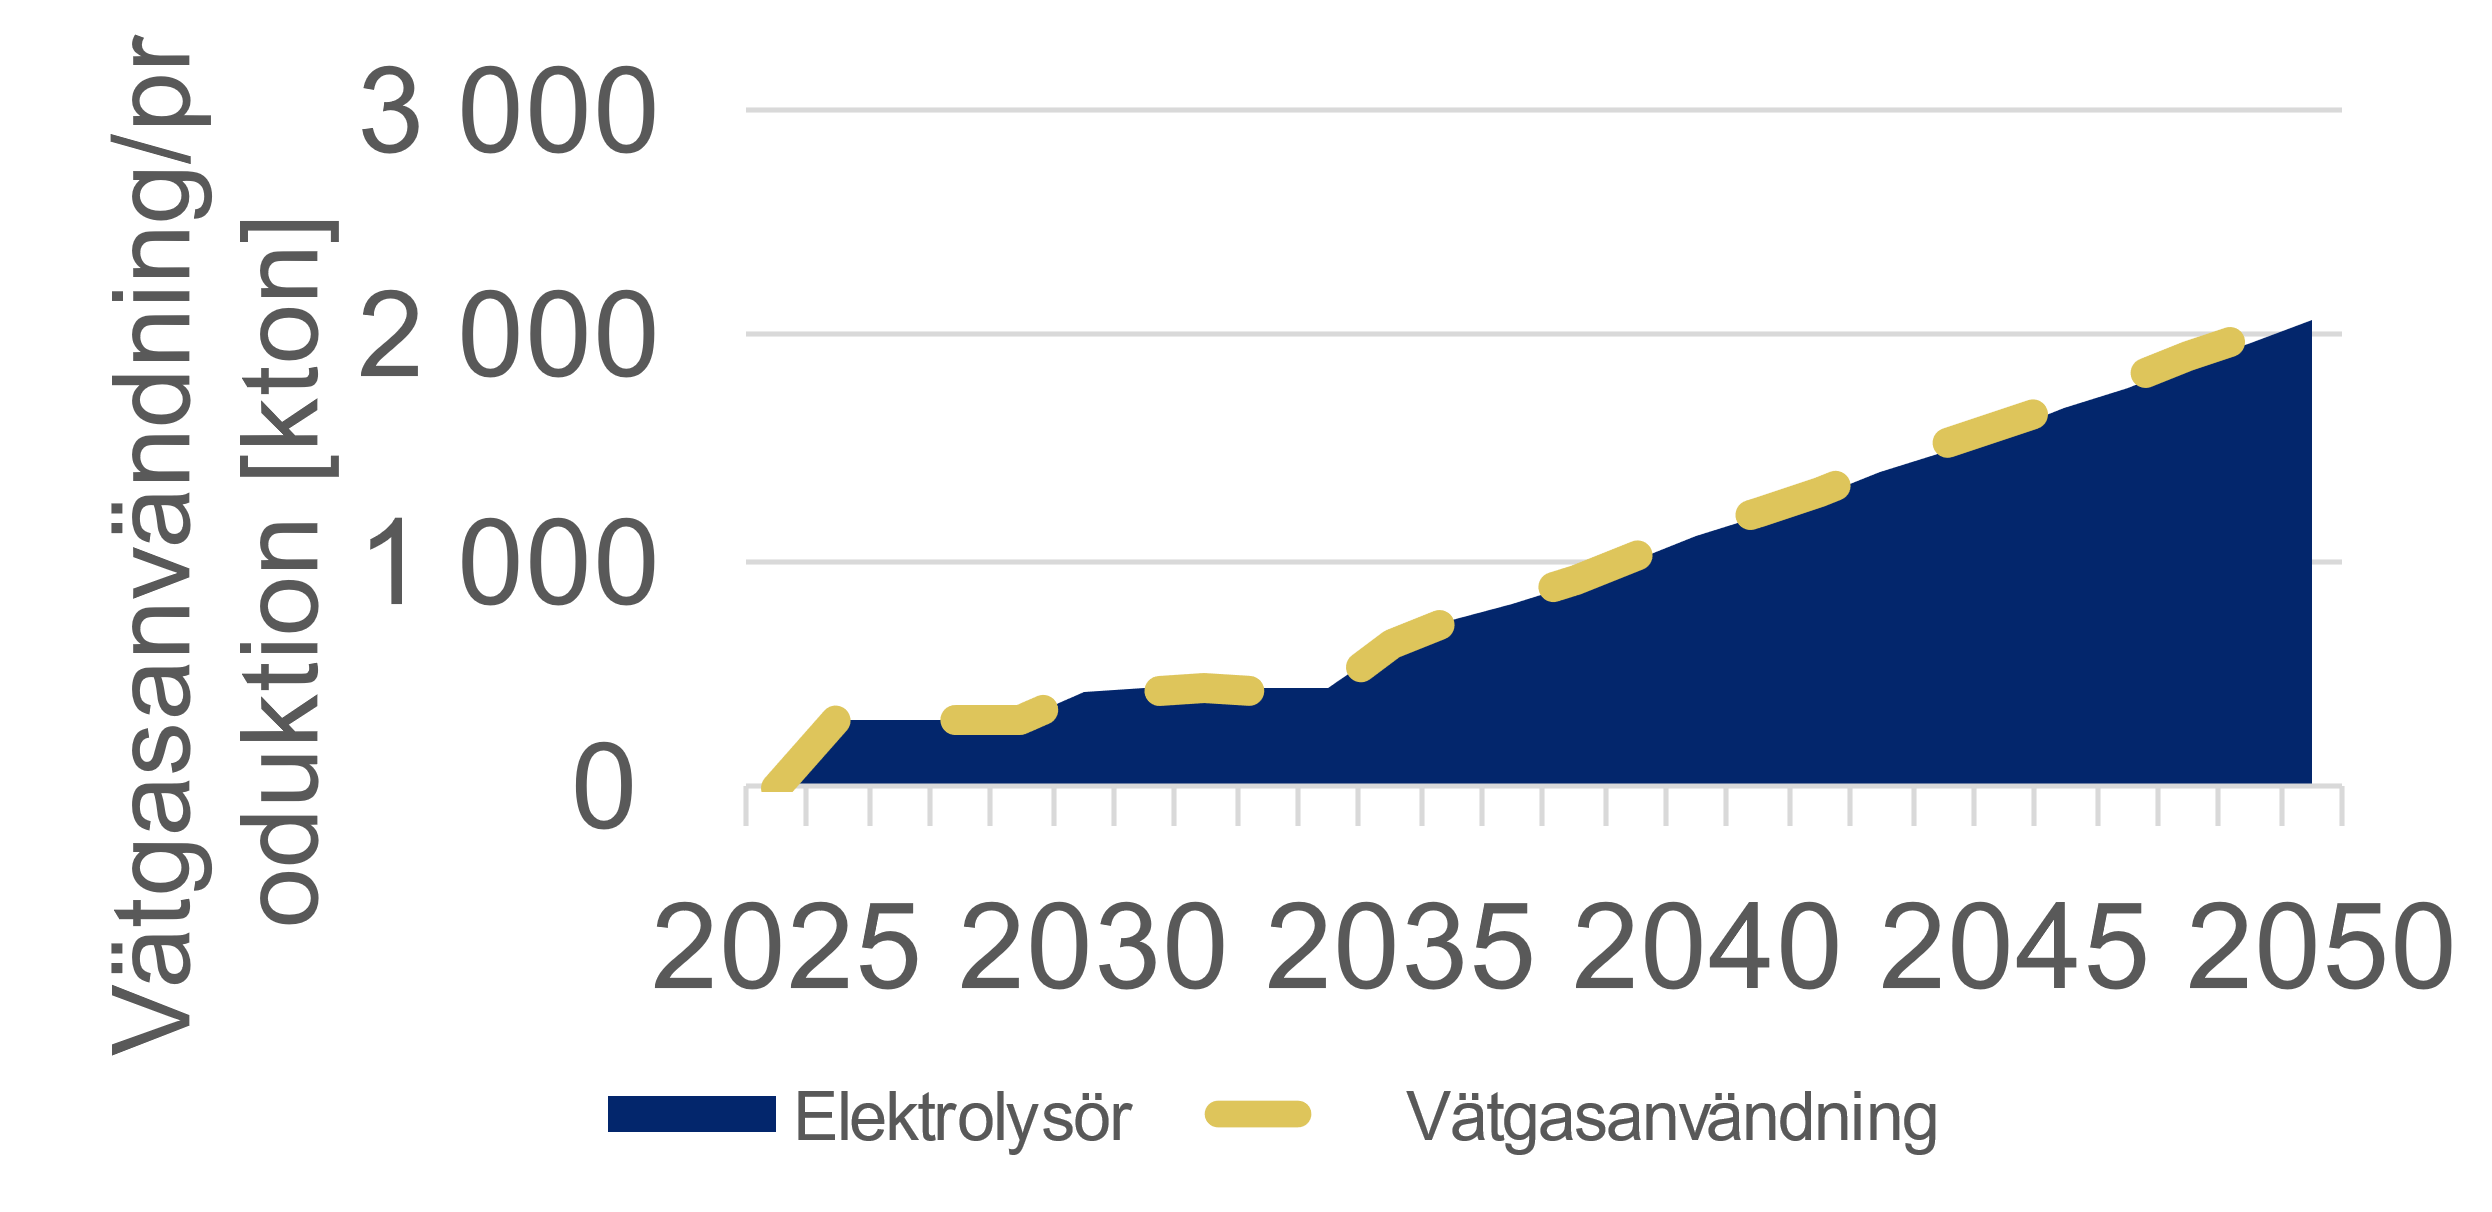 Vätgasanvändning/pr
oduktion [kton]
3 000
2 000
1 000
0
2025 2030 2035 2040 2045 2050
Elektrolysör Vätgasanvändning